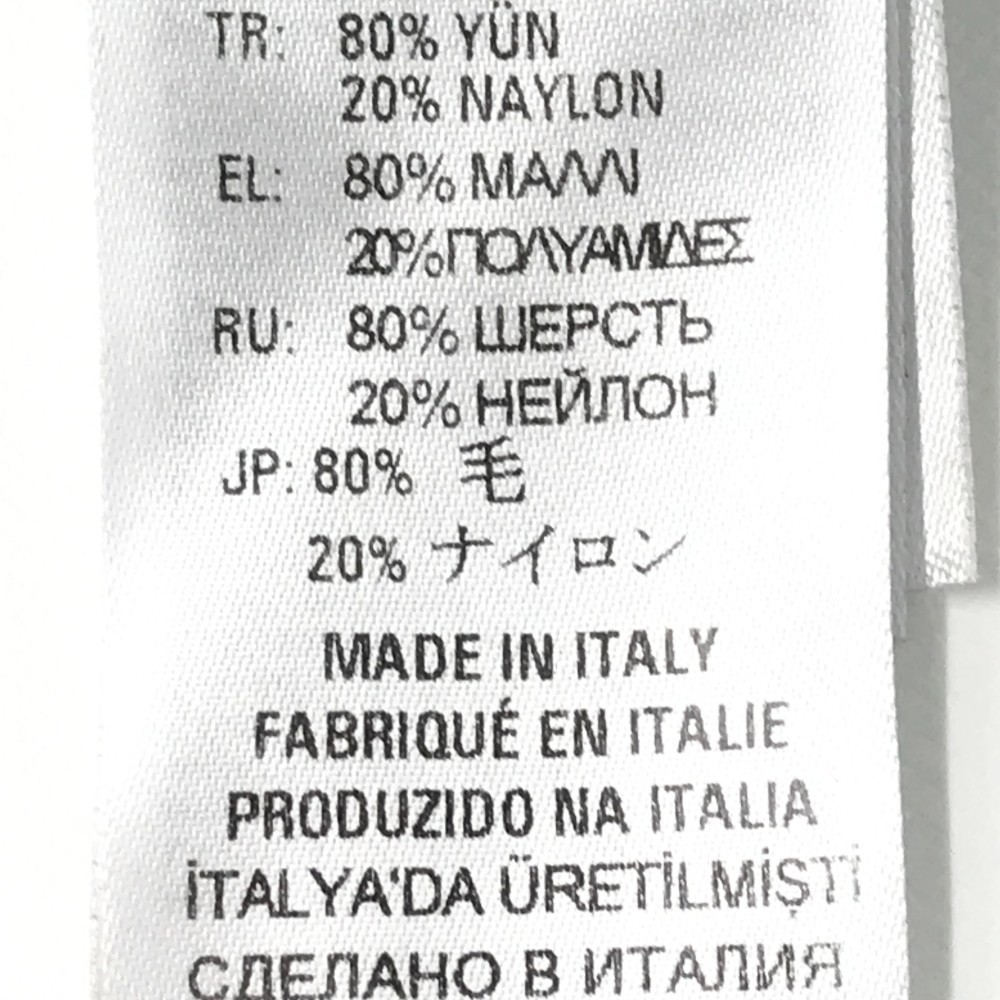 TR: 80% YÜN
20% NAYLON
EL: 80% ΜΑΛΛΙ
20% ΠΟΛΥΑΜΙΔΕΣ
RU: 80% ШЕРСТЬ
20% НЕЙЛОН
JP: 80% 毛
20% ナイロン
MADE IN ITALY
FABRIQUÉ EN ITALIE
PRODUZIDO NA ITALIA
İTALYA'DA ÜRETİLMİŞTİ
СДЕЛАНО В ИТАЛИЯ